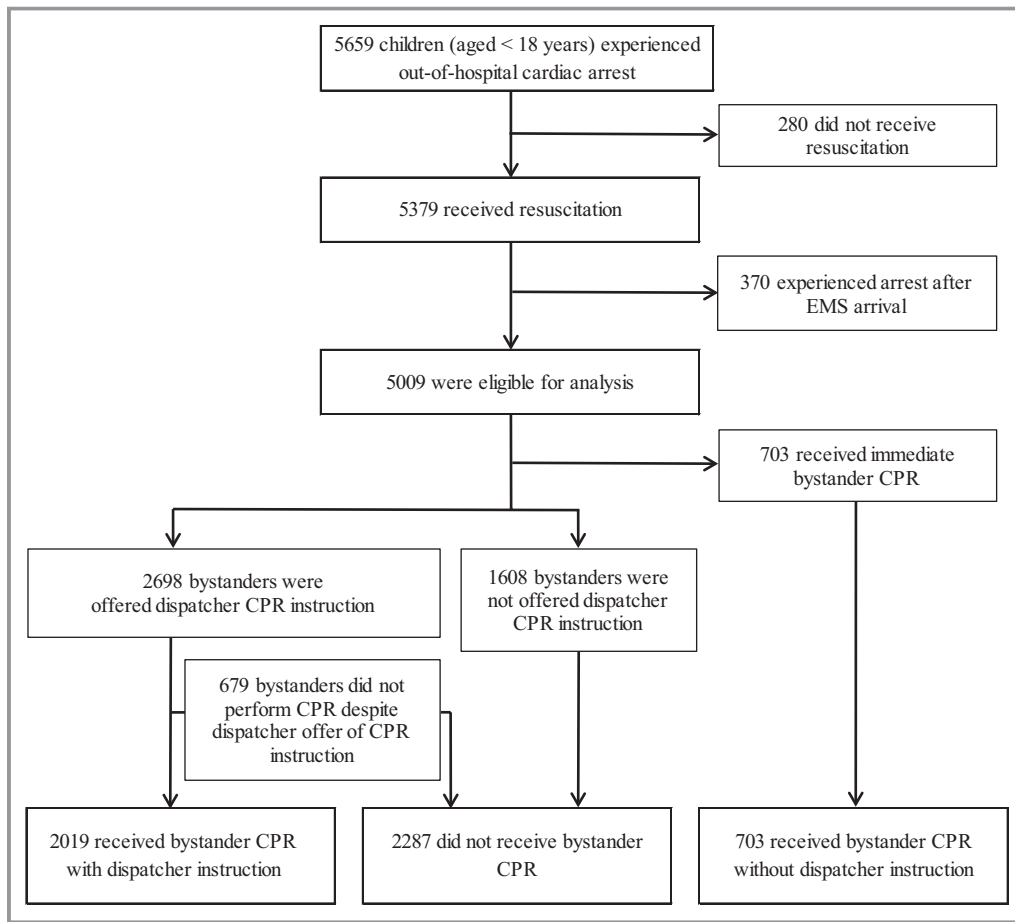 5659 children (aged < 18 years) experienced
out-of-hospital cardiac arrest
280 did not receive
resuscitation
5379 received resuscitation
370 experienced arrest after
EMS arrival
5009 were eligible for analysis
703 received immediate
bystander CPR
2698 bystanders were
offered dispatcher CPR instruction
1608 bystanders were
not offered dispatcher
CPR instruction
679 bystanders did not
perform CPR despite
dispatcher offer of CPR
instruction
2019 received bystander CPR
with dispatcher instruction
2287 did not receive bystander
CPR
703 received bystander CPR
without dispatcher instruction